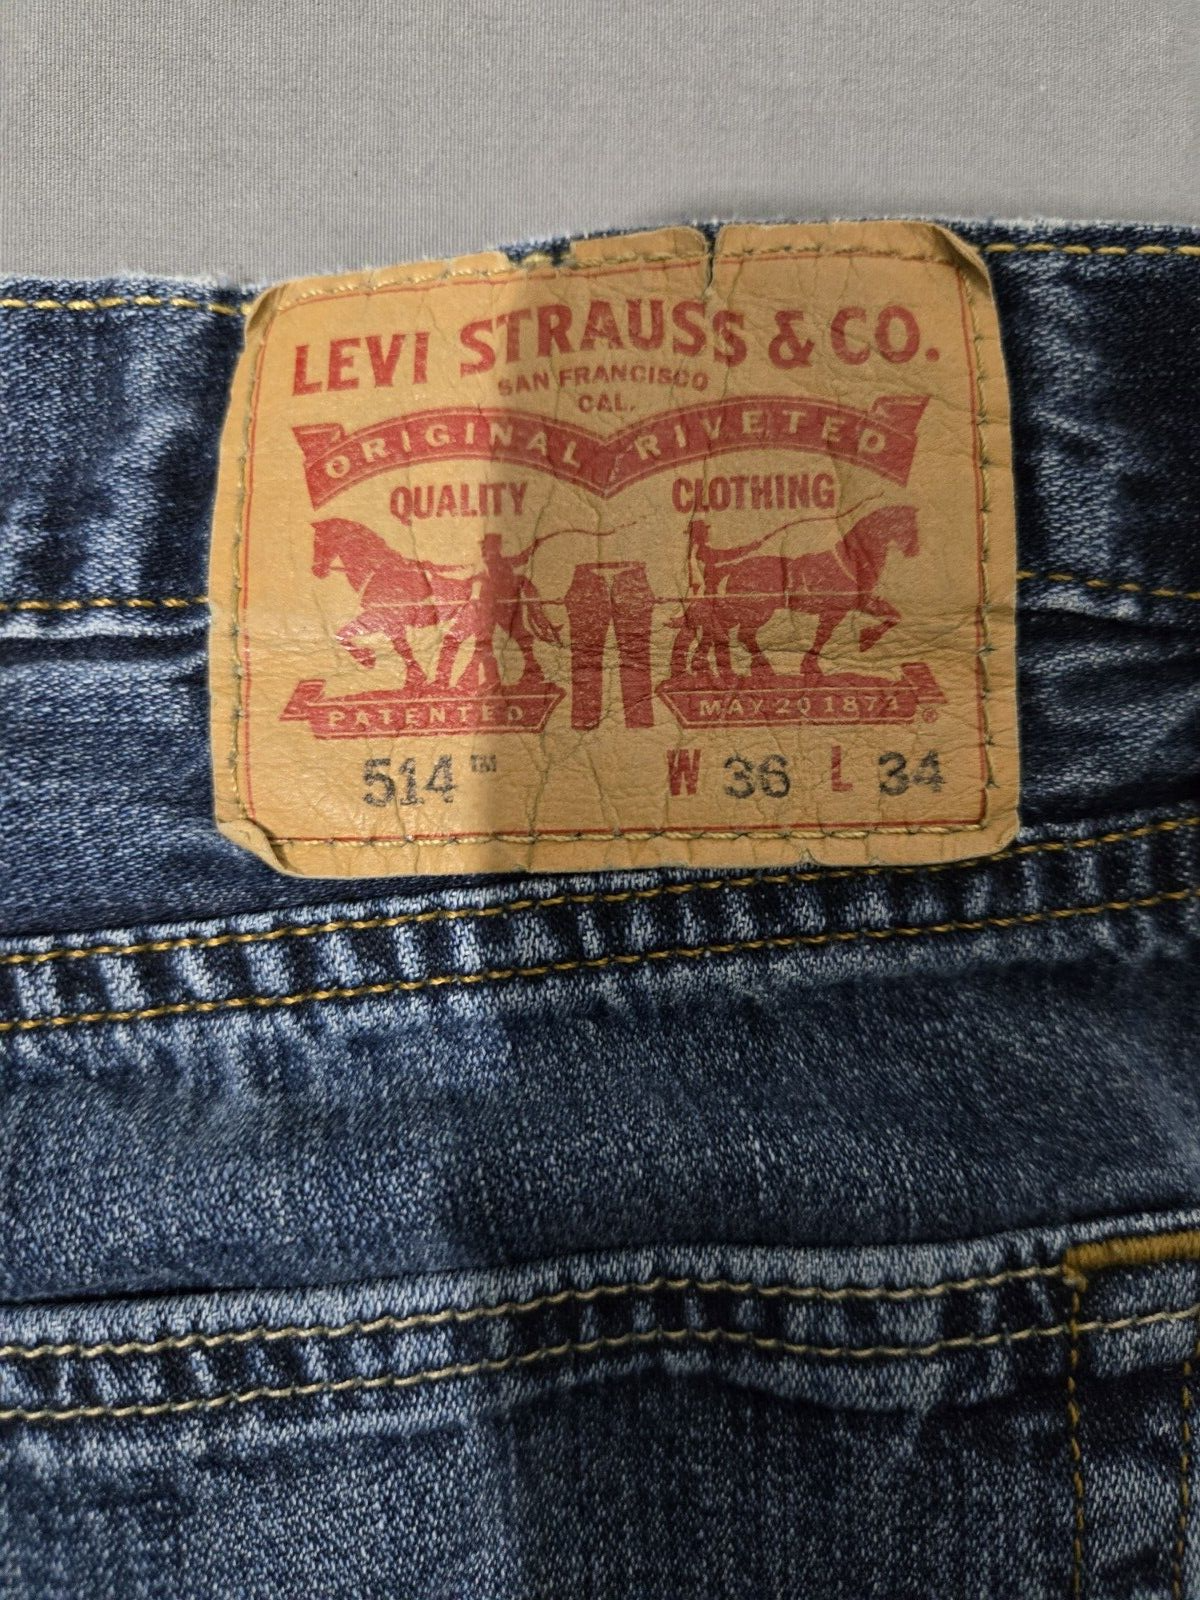 LEVI STRAUSS & CO.
SAN FRANCISCO
CAL.
ORIGINAL RIVETED
QUALITY CLOTHING
PATENTED MAY 20 1873 ®
514™ W 36 L 34